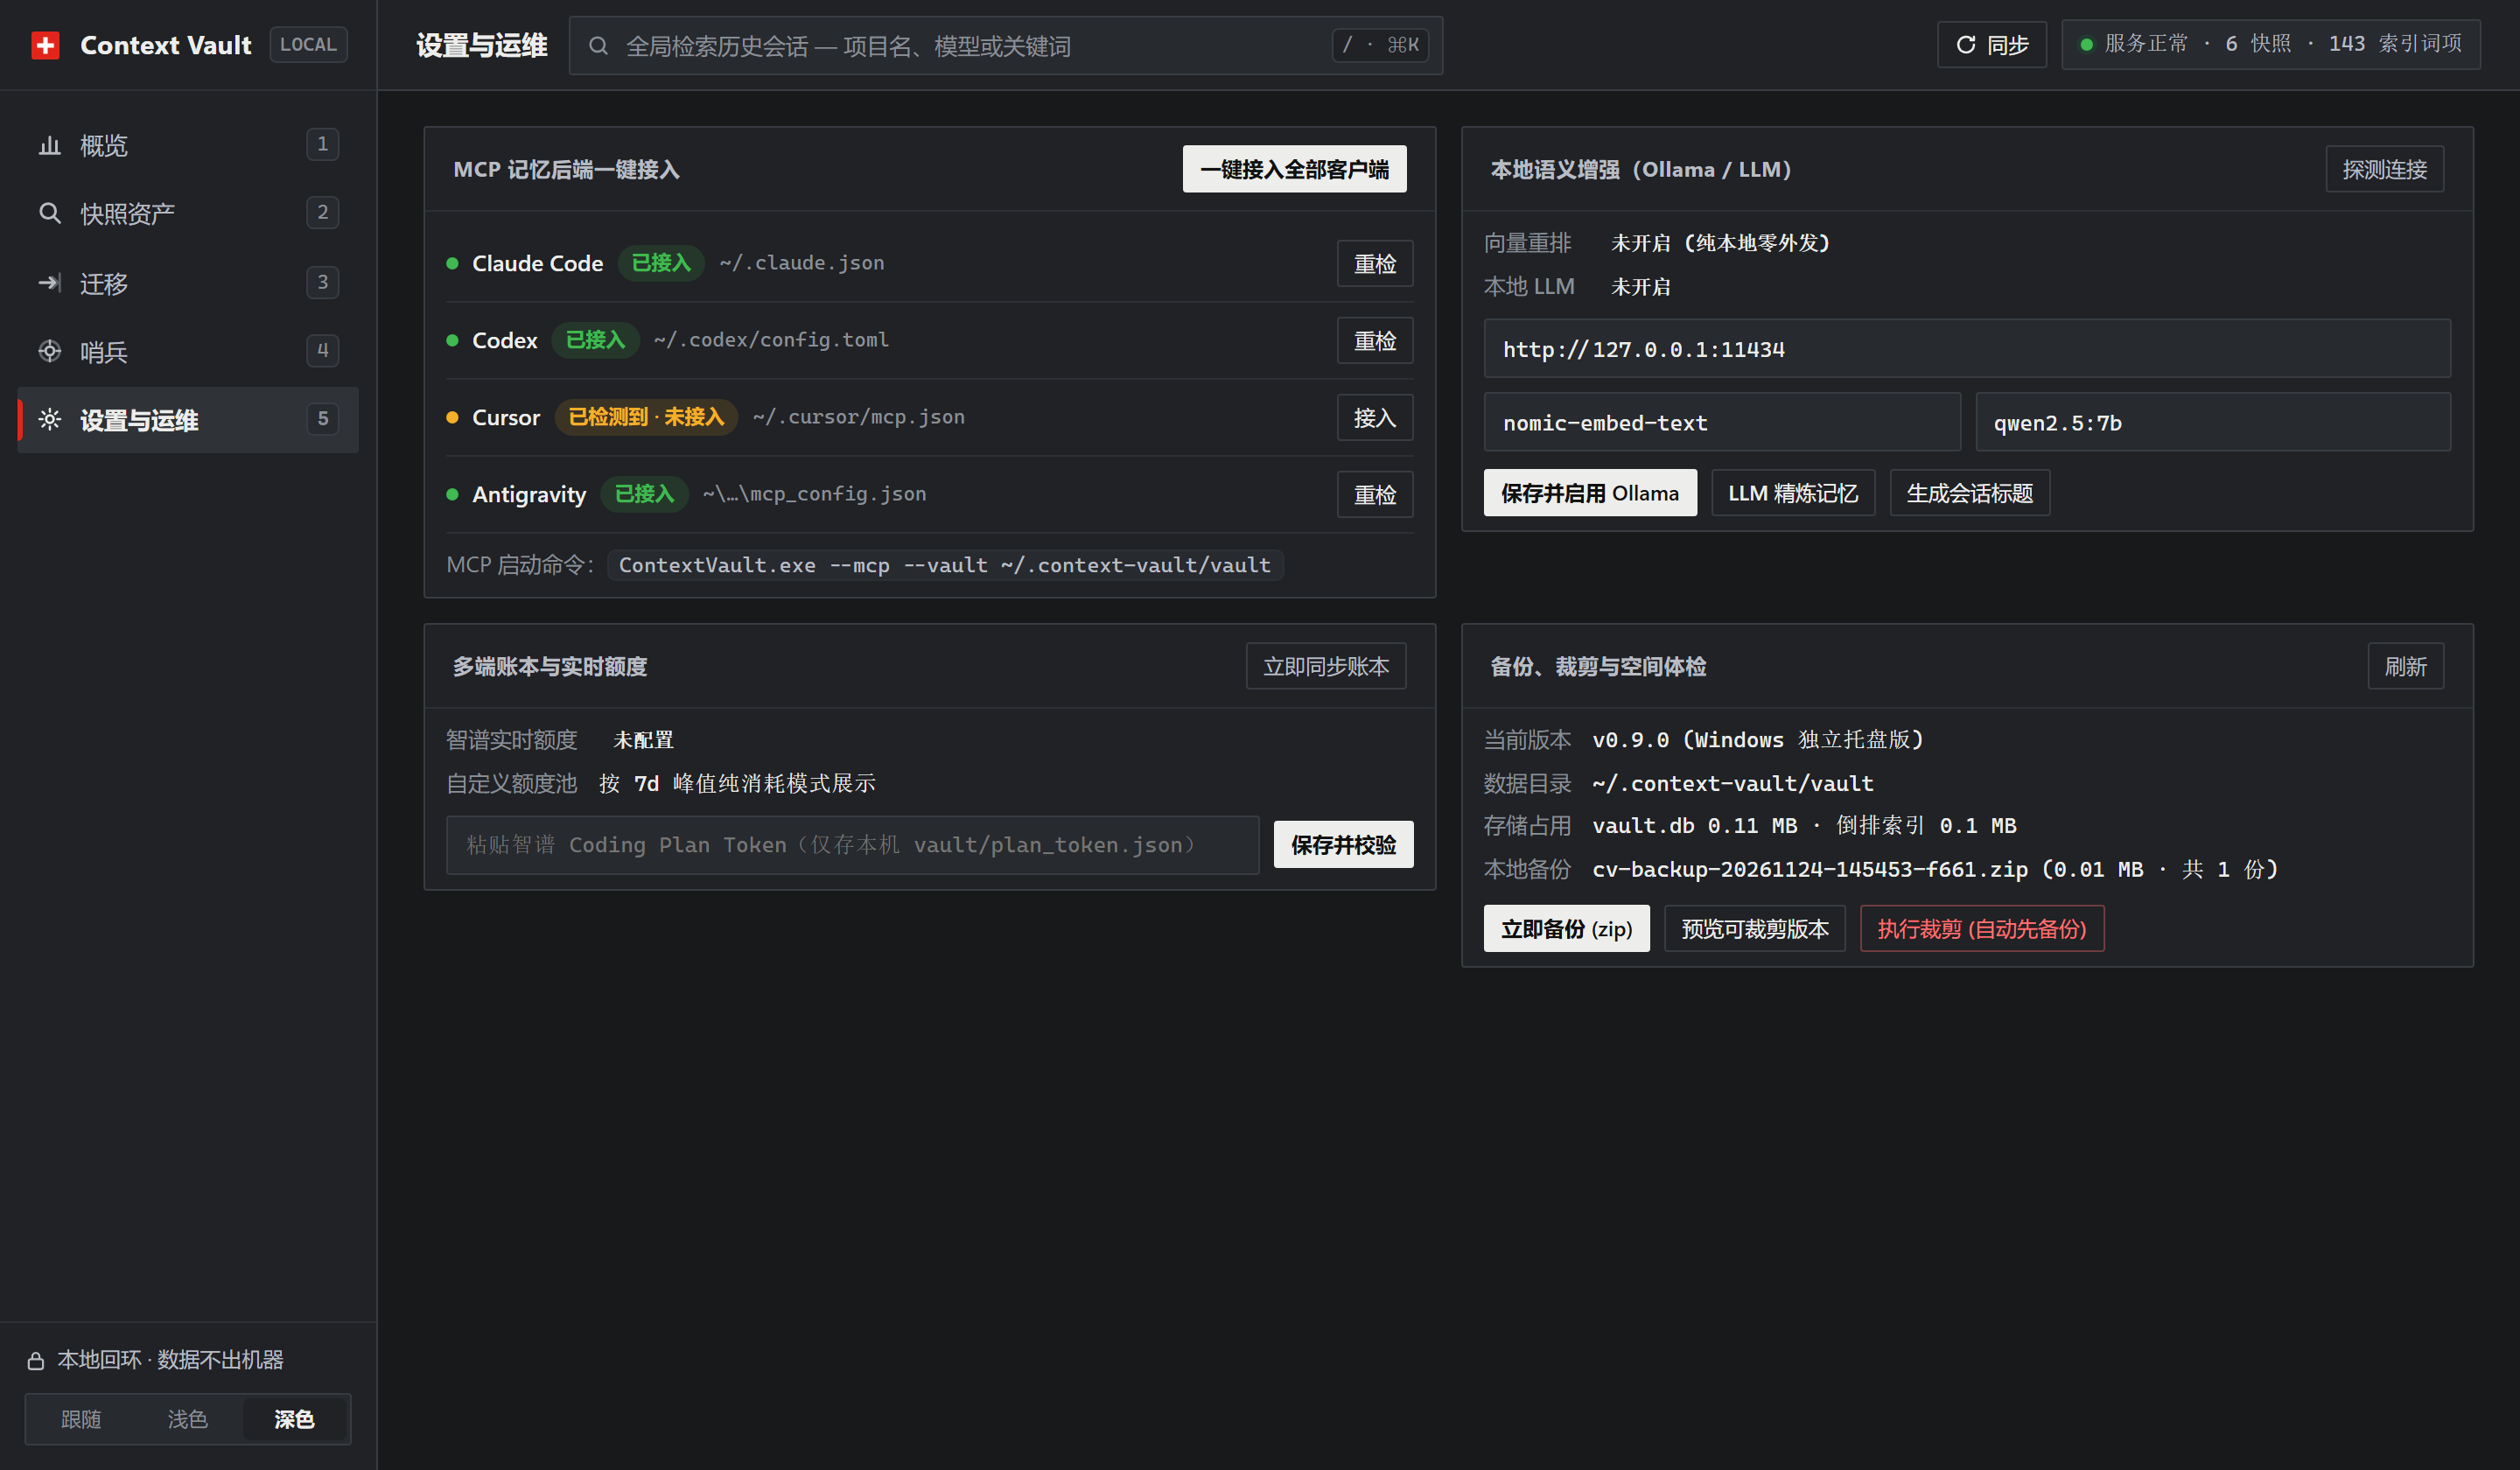 Context Vault LOCAL
概览 1
快照资产 2
迁移 3
哨兵 4
设置与运维 5
本地回环 · 数据不出机器
跟随 浅色 深色
设置与运维
全局检索历史会话 — 项目名、模型或关键词 / · ⌘K
同步
服务正常 · 6 快照 · 143 索引词项
MCP 记忆后端一键接入 一键接入全部客户端
Claude Code 已接入 ~/.claude.json 重检
Codex 已接入 ~/.codex/config.toml 重检
Cursor 已检测到 · 未接入 ~/.cursor/mcp.json 接入
Antigravity 已接入 ~\…\mcp_config.json 重检
MCP 启动命令： ContextVault.exe --mcp --vault ~/.context-vault/vault
本地语义增强（Ollama / LLM） 探测连接
向量重排 未开启 (纯本地零外发)
本地 LLM 未开启
http://127.0.0.1:11434
nomic-embed-text qwen2.5:7b
保存并启用 Ollama LLM 精炼记忆 生成会话标题
多端账本与实时额度 立即同步账本
智谱实时额度 未配置
自定义额度池 按 7d 峰值纯消耗模式展示
粘贴智谱 Coding Plan Token（仅存本机 vault/plan_token.json） 保存并校验
备份、裁剪与空间体检 刷新
当前版本 v0.9.0 (Windows 独立托盘版)
数据目录 ~/.context-vault/vault
存储占用 vault.db 0.11 MB · 倒排索引 0.1 MB
本地备份 cv-backup-20261124-145453-f661.zip (0.01 MB · 共 1 份)
立即备份 (zip) 预览可裁剪版本 执行裁剪 (自动先备份)